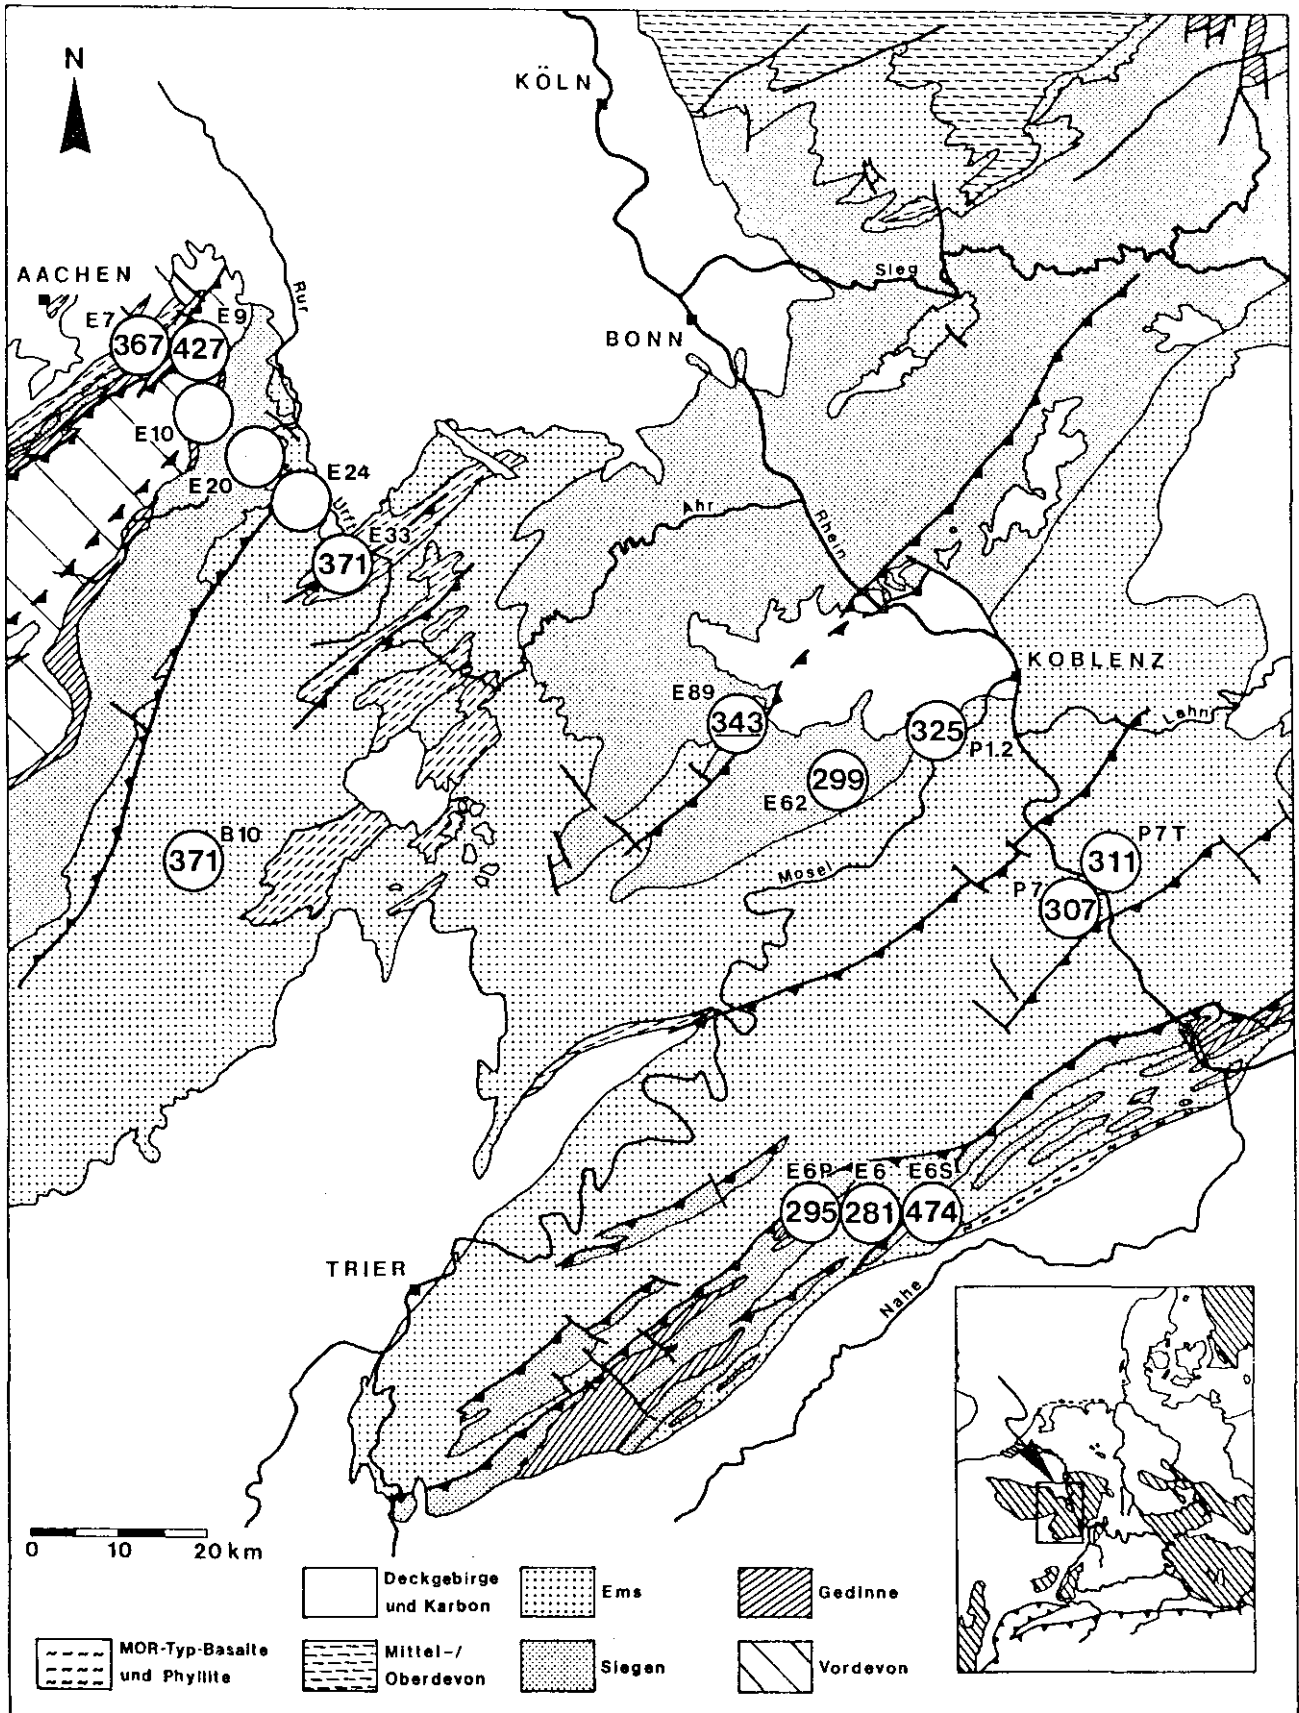 N
KÖLN
AACHEN
Rur
Sieg
E7
E9
367
427
BONN
E10
E20
E24
Urft
Ahr
Rhein
E33
371
KOBLENZ
E89
343
325
P1.2
Lahn
299
E62
B10
371
Mosel
P7T
311
P7
307
E6P
E6
E6S
295
281
474
TRIER
Nahe
0 10 20 km
Deckgebirge
und Karbon
Ems
Gedinne
MOR-Typ-Basalte
und Phyllite
Mittel-/
Oberdevon
Siegen
Vordevon